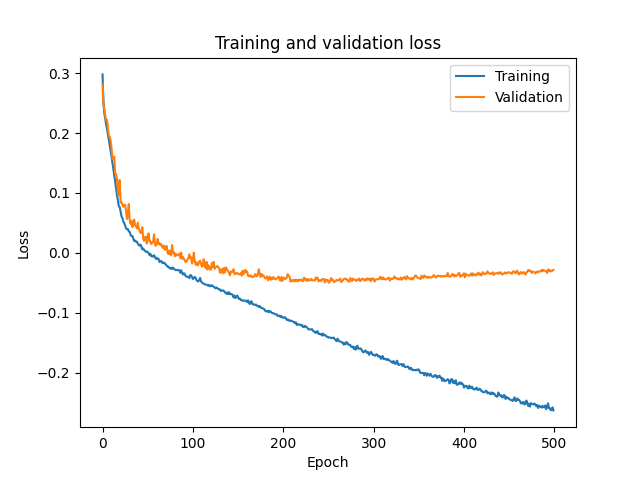 Training and validation loss
Training
Validation
0.3
0.2
0.1
0.0
−0.1
−0.2
Loss
0
100
200
300
400
500
Epoch